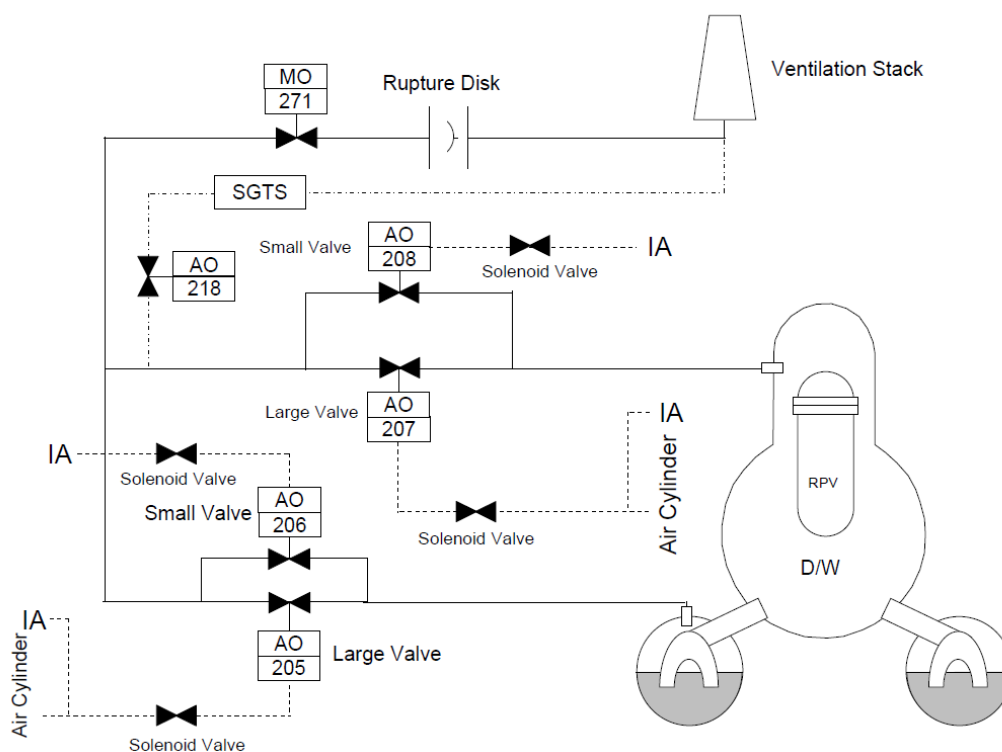 MO
271
Rupture Disk
Ventilation Stack
SGTS
Small Valve
AO
208
Solenoid Valve
IA
AO
218
Large Valve
AO
207
IA
Air Cylinder
Solenoid Valve
IA
Solenoid Valve
Small Valve
AO
206
RPV
D/W
IA
Air Cylinder
AO
205
Large Valve
Solenoid Valve